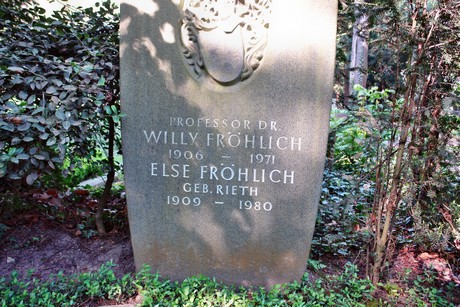 PROFESSOR DR.
WILLY FRÖHLICH
1906 – 1971
ELSE FRÖHLICH
GEB. RIETH
1909 – 1980